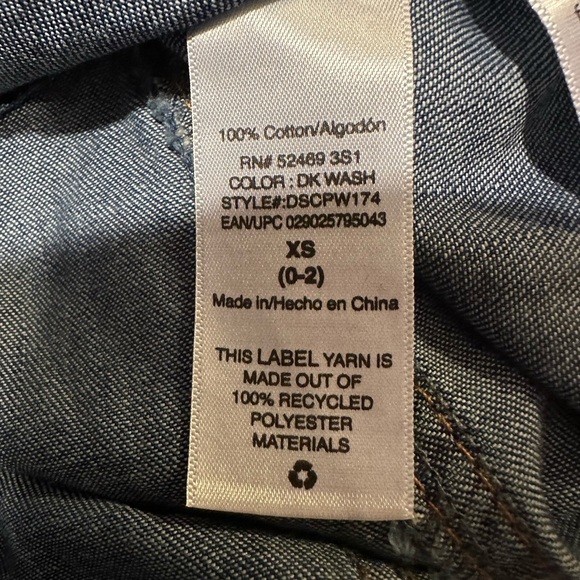 100% Cotton/Algodón
RN# 52469 3S1
COLOR : DK WASH
STYLE#:DSCPW174
EAN/UPC 029025795043
XS
(0-2)
Made in/Hecho en China
THIS LABEL YARN IS
MADE OUT OF
100% RECYCLED
POLYESTER
MATERIALS